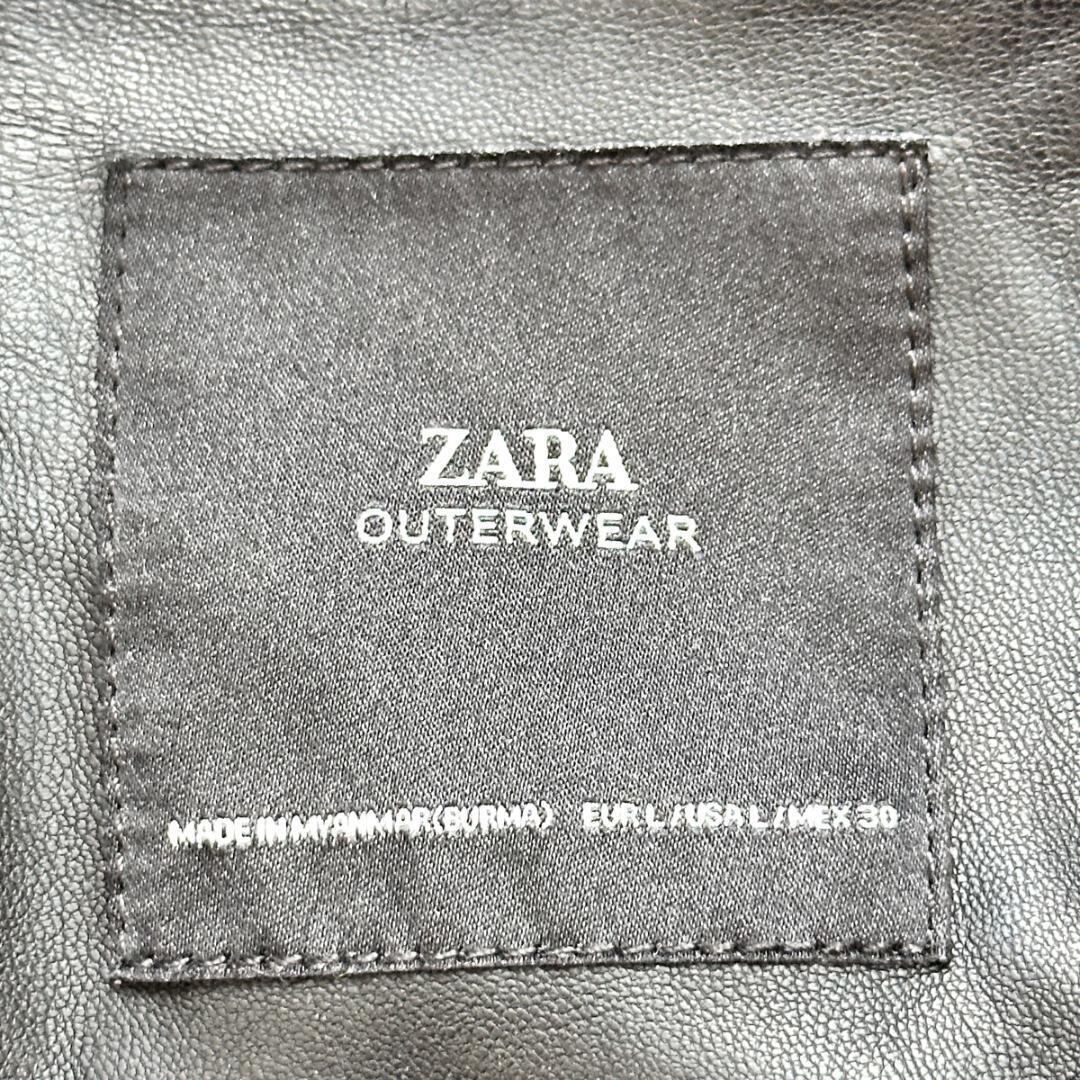 ZARA
OUTERWEAR
MADE IN MYANMAR(BURMA) EUR L/USA L/MEX 30